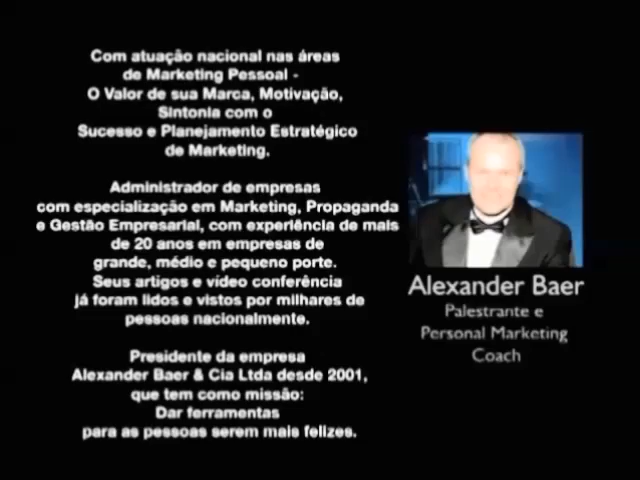 Com atuação nacional nas áreas
de Marketing Pessoal -
O Valor de sua Marca, Motivação,
Sintonia com o
Sucesso e Planejamento Estratégico
de Marketing.
Administrador de empresas
com especialização em Marketing, Propaganda
e Gestão Empresarial, com experiência de mais
de 20 anos em empresas de
grande, médio e pequeno porte.
Seus artigos e vídeo conferência
já foram lidos e vistos por milhares de
pessoas nacionalmente.
Presidente da empresa
Alexander Baer & Cia Ltda desde 2001,
que tem como missão:
Dar ferramentas
para as pessoas serem mais felizes.
Alexander Baer
Palestrante e
Personal Marketing
Coach